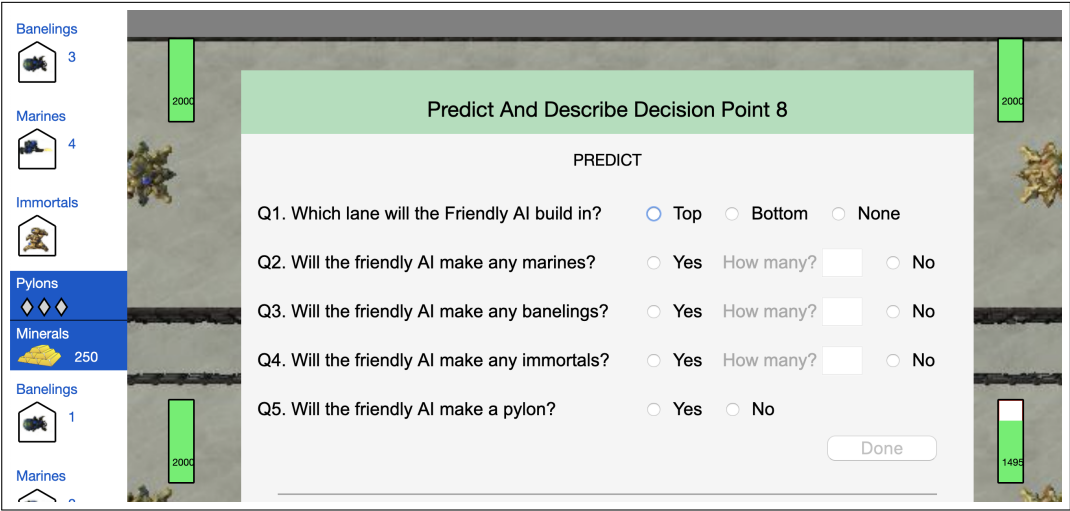 Banelings
3
Marines
4
Immortals
Pylons
Minerals
250
Banelings
1
Marines
2000
2000
2000
1495
Predict And Describe Decision Point 8
PREDICT
Q1. Which lane will the Friendly AI build in? Top Bottom None
Q2. Will the friendly AI make any marines? Yes How many? No
Q3. Will the friendly AI make any banelings? Yes How many? No
Q4. Will the friendly AI make any immortals? Yes How many? No
Q5. Will the friendly AI make a pylon? Yes No
Done